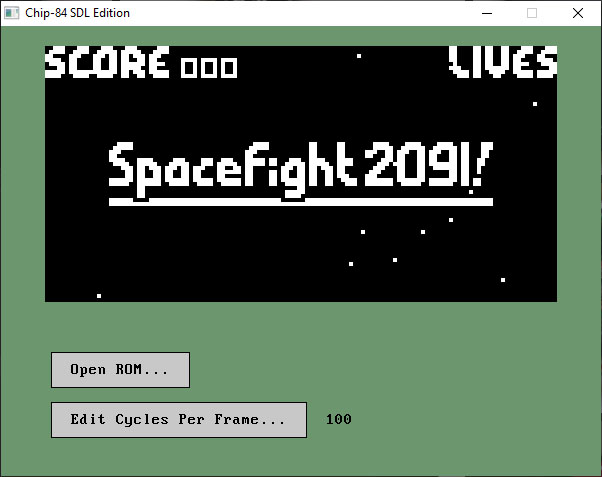 Chip-84 SDL Edition
SCORE 000 LIVES
Spacefight 2091!
Open ROM...
Edit Cycles Per Frame... 100